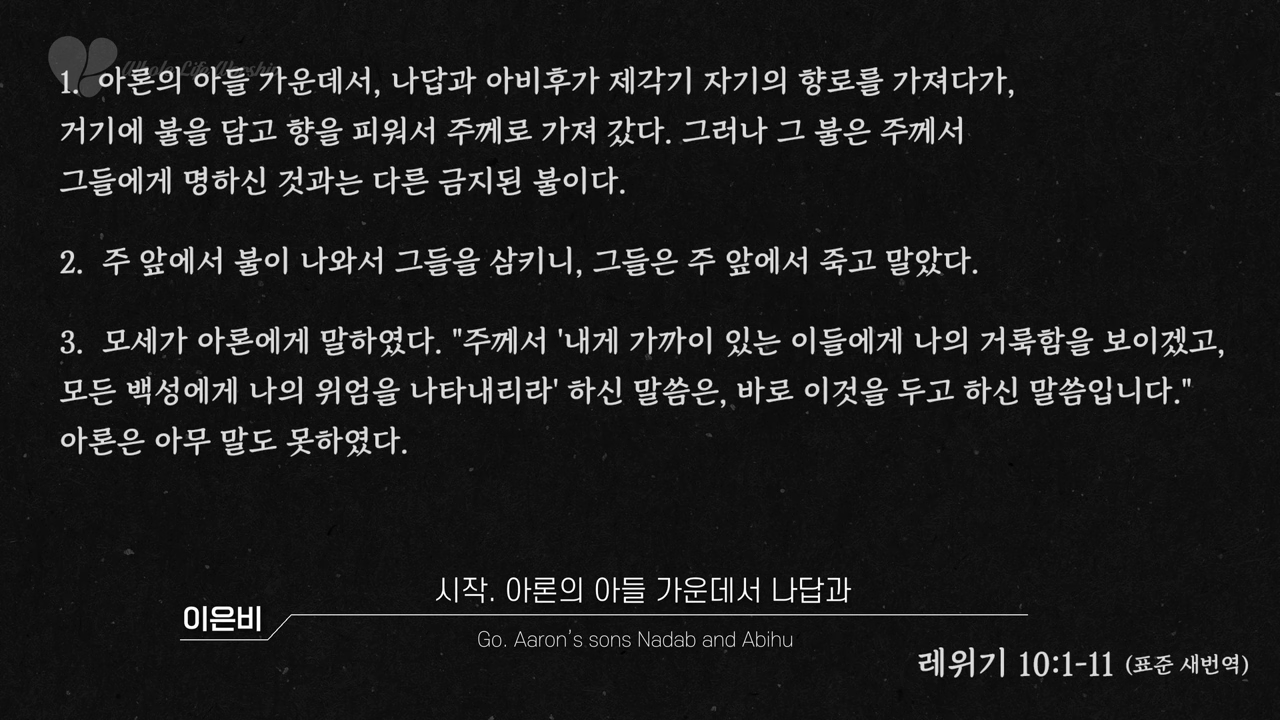 Whole Life Worship
1. 아론의 아들 가운데서, 나답과 아비후가 제각기 자기의 향로를 가져다가,
거기에 불을 담고 향을 피워서 주께로 가져 갔다. 그러나 그 불은 주께서
그들에게 명하신 것과는 다른 금지된 불이다.
2. 주 앞에서 불이 나와서 그들을 삼키니, 그들은 주 앞에서 죽고 말았다.
3. 모세가 아론에게 말하였다. "주께서 '내게 가까이 있는 이들에게 나의 거룩함을 보이겠고,
모든 백성에게 나의 위엄을 나타내리라' 하신 말씀은, 바로 이것을 두고 하신 말씀입니다."
아론은 아무 말도 못하였다.
시작. 아론의 아들 가운데서 나답과
이은비
Go. Aaron's sons Nadab and Abihu
레위기 10:1-11 (표준 새번역)